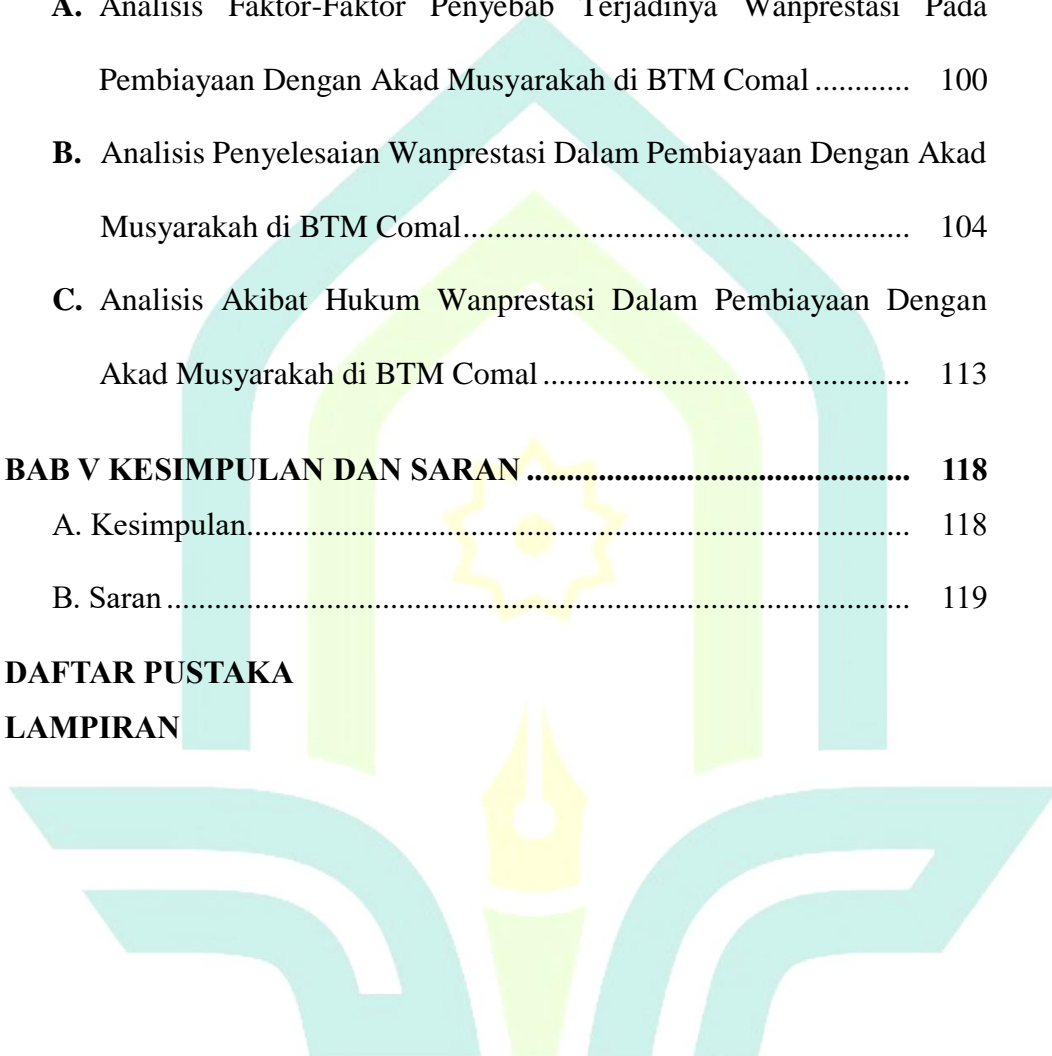 A. Analisis Faktor-Faktor Penyebab Terjadinya Wanprestasi Pada
Pembiayaan Dengan Akad Musyarakah di BTM Comal ............ 100
B. Analisis Penyelesaian Wanprestasi Dalam Pembiayaan Dengan Akad
Musyarakah di BTM Comal........................................................ 104
C. Analisis Akibat Hukum Wanprestasi Dalam Pembiayaan Dengan
Akad Musyarakah di BTM Comal .............................................. 113
BAB V KESIMPULAN DAN SARAN ................................................ 118
A. Kesimpulan................................................................................... 118
B. Saran ............................................................................................. 119
DAFTAR PUSTAKA
LAMPIRAN